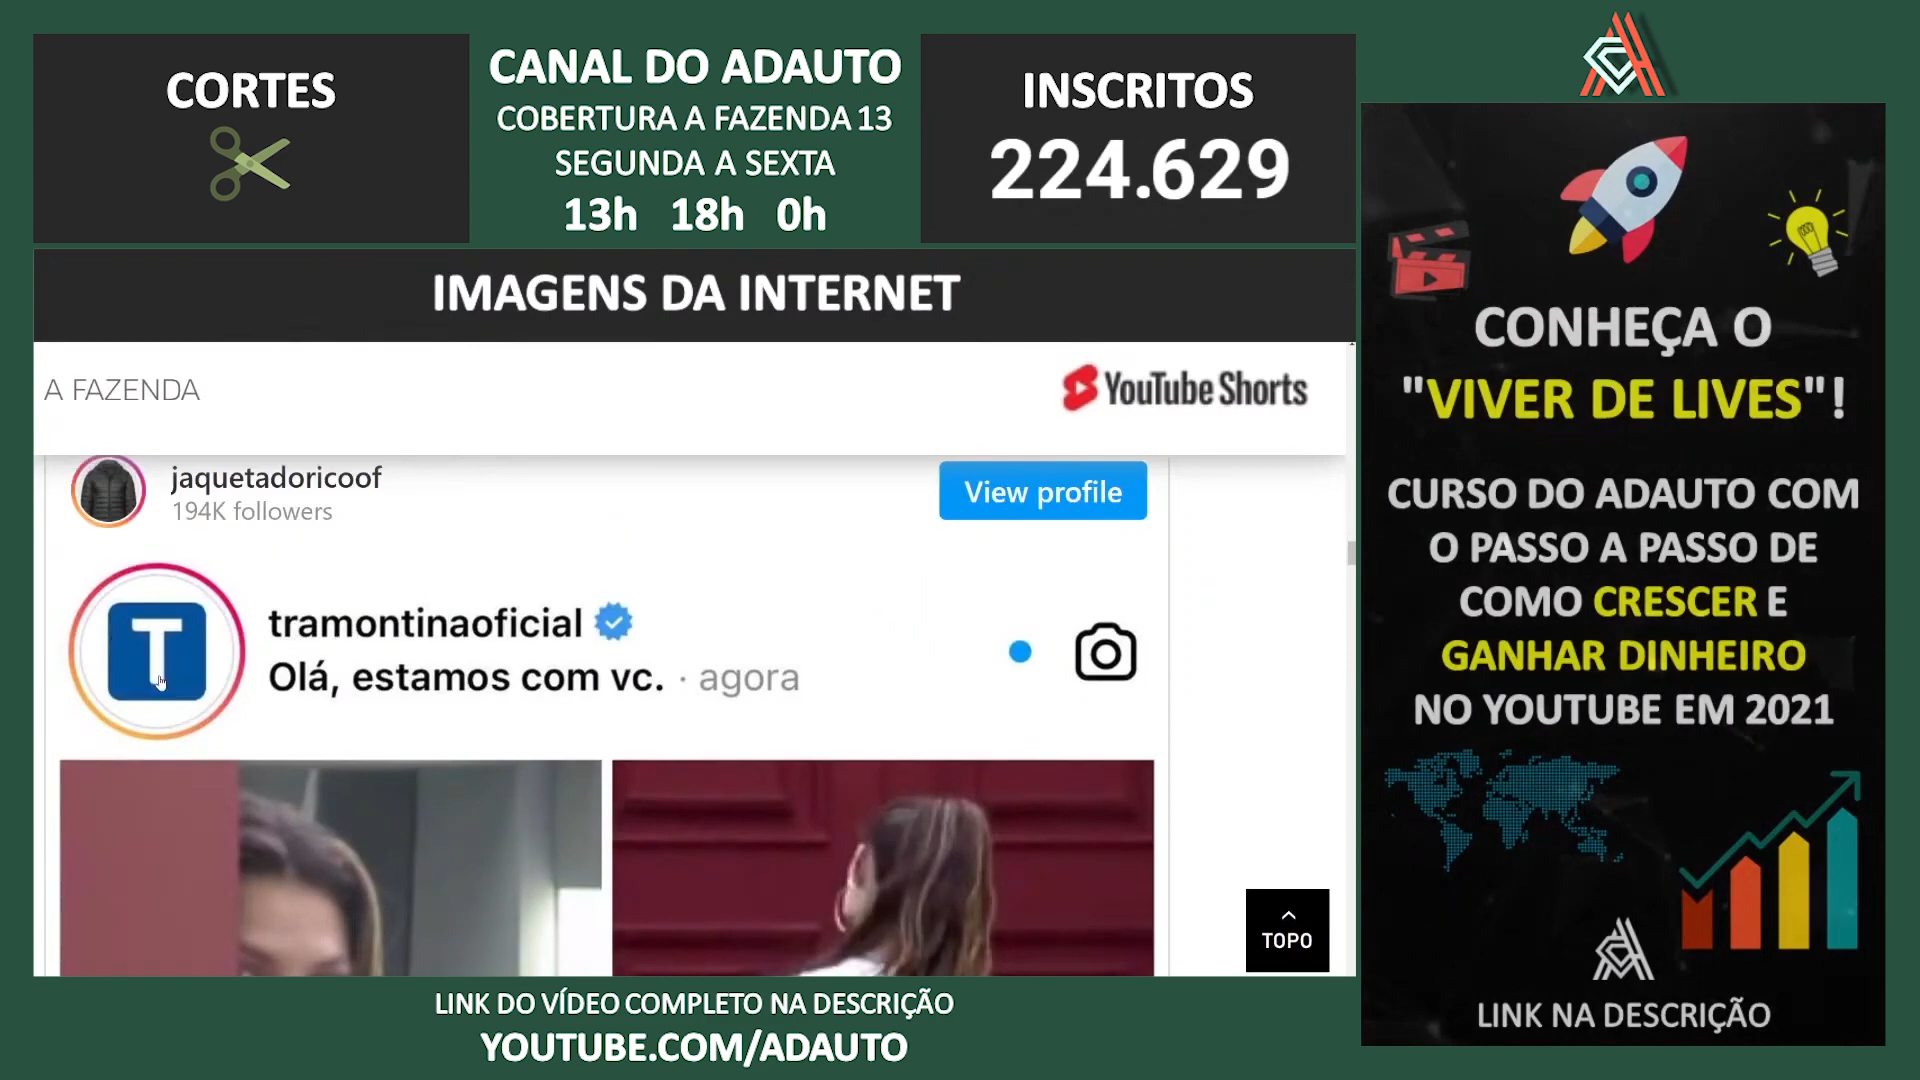 CORTES
CANAL DO ADAUTO
COBERTURA A FAZENDA 13
SEGUNDA A SEXTA
13h 18h 0h
INSCRITOS
224.629
IMAGENS DA INTERNET
A FAZENDA
YouTube Shorts
jaquetadoricoof
194K followers
View profile
T
tramontinaoficial
Olá, estamos com vc. · agora
TOPO
LINK DO VÍDEO COMPLETO NA DESCRIÇÃO
YOUTUBE.COM/ADAUTO
CONHEÇA O
"VIVER DE LIVES"!
CURSO DO ADAUTO COM
O PASSO A PASSO DE
COMO CRESCER E
GANHAR DINHEIRO
NO YOUTUBE EM 2021
LINK NA DESCRIÇÃO